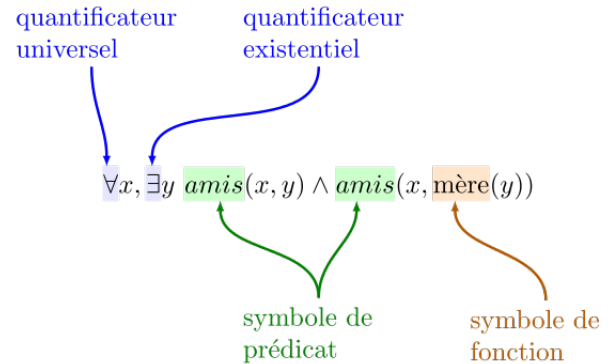 quantificateur
universel
quantificateur
existentiel
∀x, ∃y amis(x, y) ∧ amis(x, mère(y))
symbole de
prédicat
symbole de
fonction